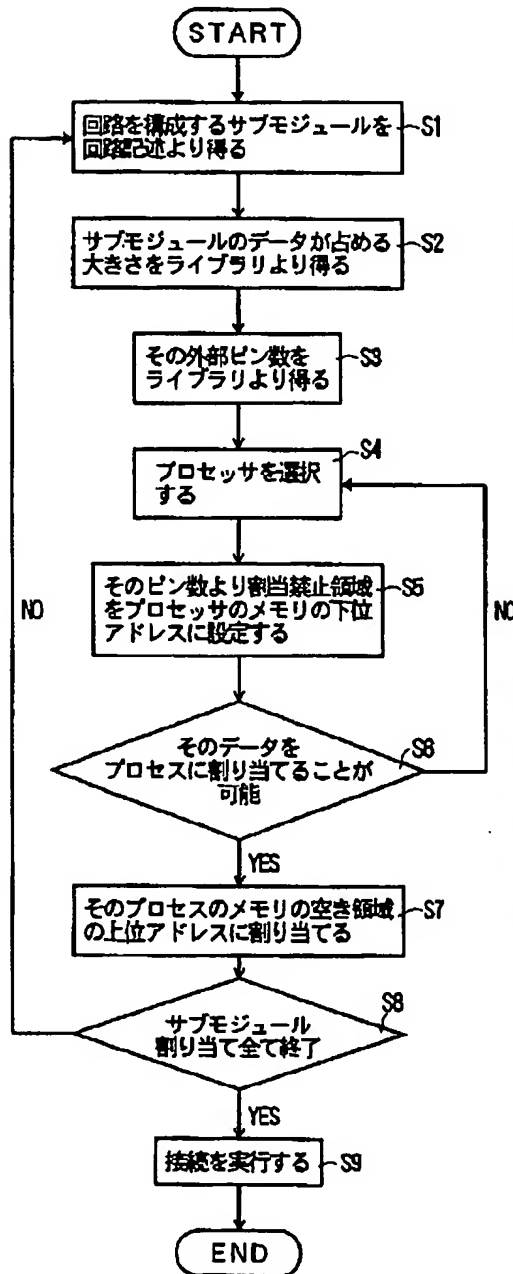 START
回路を構成するサブモジュールを
回路記述より得る
S1
サブモジュールのデータが占める
大きさをライブラリより得る
S2
その外部ピン数を
ライブラリより得る
S3
プロセッサを選択
する
S4
そのピン数より割当禁止領域
をプロセッサのメモリの下位
アドレスに設定する
S5
NO
NO
そのデータを
プロセスに割り当てることが
可能
S6
YES
そのプロセスのメモリの空き領域
の上位アドレスに割り当てる
S7
サブモジュール
割り当て全て終了
S8
YES
接続を実行する
S9
END